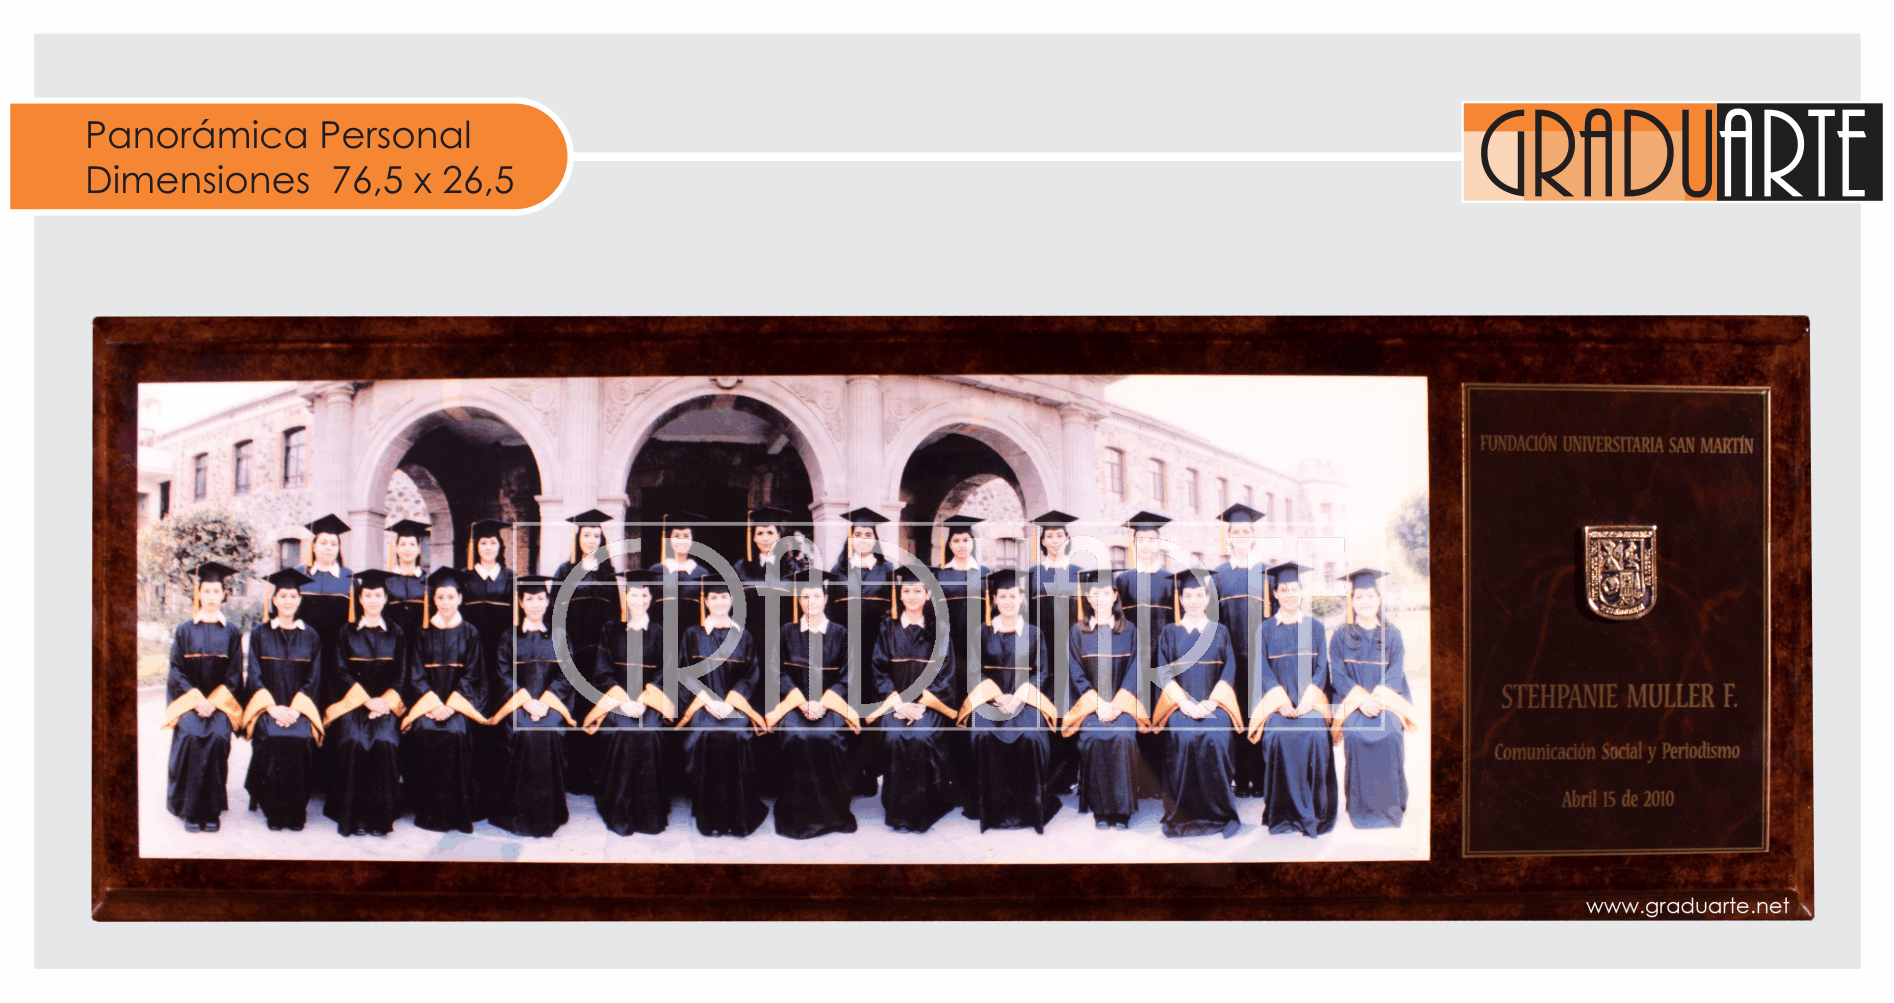 Panorámica Personal
Dimensiones 76,5 x 26,5
GRADUARTE
FUNDACIÓN UNIVERSITARIA SAN MARTÍN
GRADUARTE
STEHPANIE MULLER F.
Comunicación Social y Periodismo
Abril 15 de 2010
www.graduarte.net